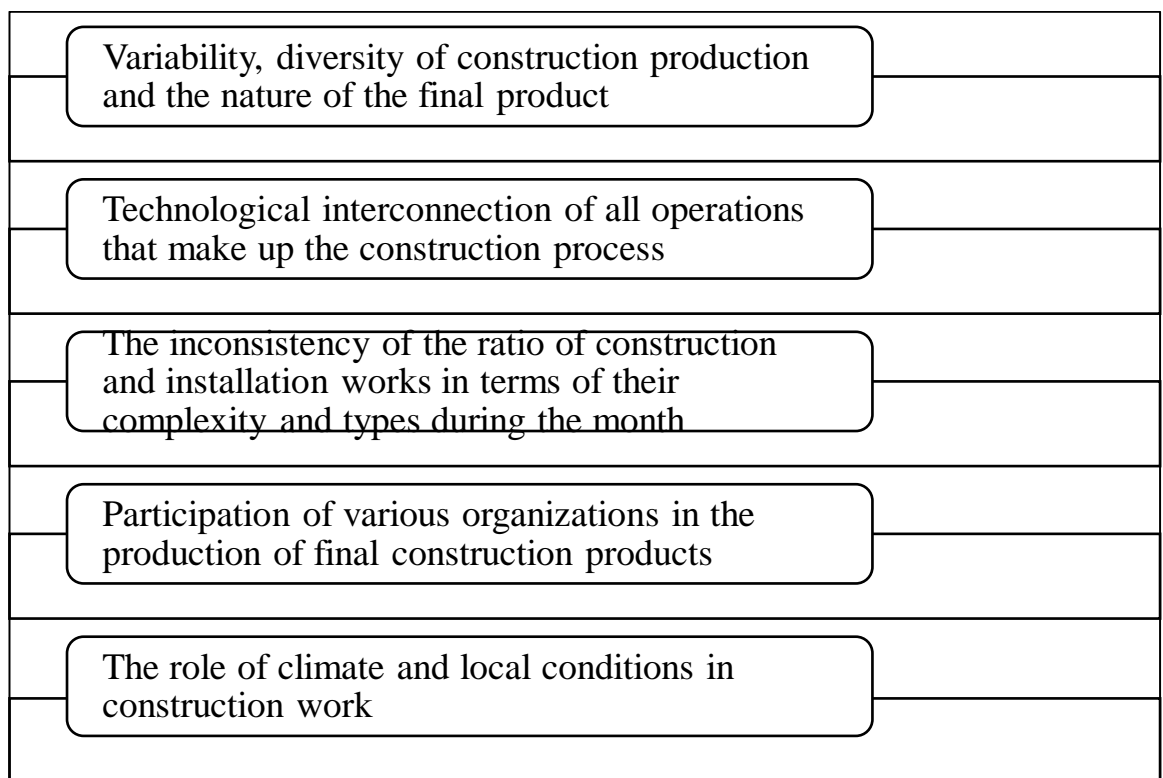 Variability, diversity of construction production
and the nature of the final product
Technological interconnection of all operations
that make up the construction process
The inconsistency of the ratio of construction
and installation works in terms of their
complexity and types during the month
Participation of various organizations in the
production of final construction products
The role of climate and local conditions in
construction work